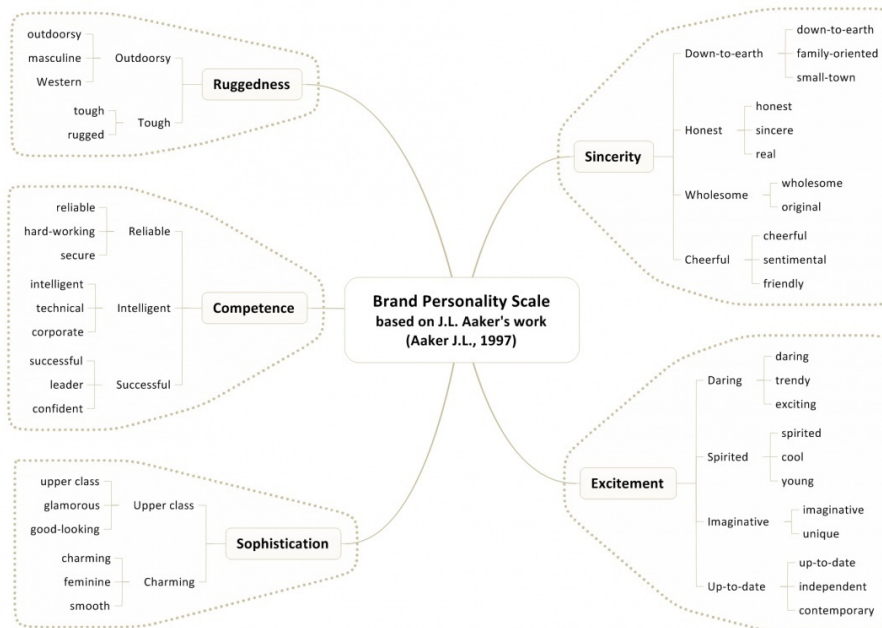 Brand Personality Scale
based on J.L. Aaker's work
(Aaker J.L., 1997)
Sincerity
Down-to-earth
down-to-earth
family-oriented
small-town
Honest
honest
sincere
real
Wholesome
wholesome
original
Cheerful
cheerful
sentimental
friendly
Excitement
Daring
daring
trendy
exciting
Spirited
spirited
cool
young
Imaginative
imaginative
unique
Up-to-date
up-to-date
independent
contemporary
Ruggedness
Outdoorsy
outdoorsy
masculine
Western
Tough
tough
rugged
Competence
Reliable
reliable
hard-working
secure
Intelligent
intelligent
technical
corporate
Successful
successful
leader
confident
Sophistication
Upper class
upper class
glamorous
good-looking
Charming
charming
feminine
smooth